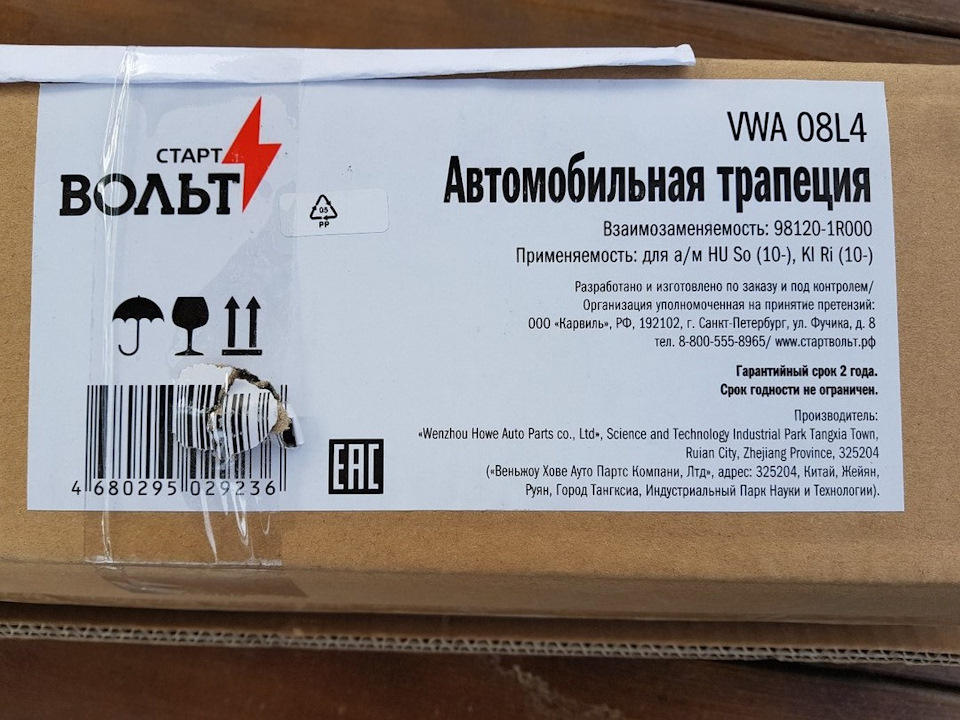 СТАРТ
ВОЛЬТ
05
PP
4 680295 029236
EAC
VWA 08L4
Автомобильная трапеция
Взаимозаменяемость: 98120-1R000
Применяемость: для а/м HU So (10-), KI Ri (10-)
Разработано и изготовлено по заказу и под контролем/
Организация уполномоченная на принятие претензий:
ООО «Карвиль», РФ, 192102, г. Санкт-Петербург, ул. Фучика, д. 8
тел. 8-800-555-8965/ www.стартвольт.рф
Гарантийный срок 2 года.
Срок годности не ограничен.
Производитель:
«Wenzhou Howe Auto Parts co., Ltd», Science and Technology Industrial Park Tangxia Town,
Ruian City, Zhejiang Province, 325204
(«Веньжоу Хове Ауто Партс Компани, Лтд», адрес: 325204, Китай, Жейян,
Руян, Город Тангксиа, Индустриальный Парк Науки и Технологии).